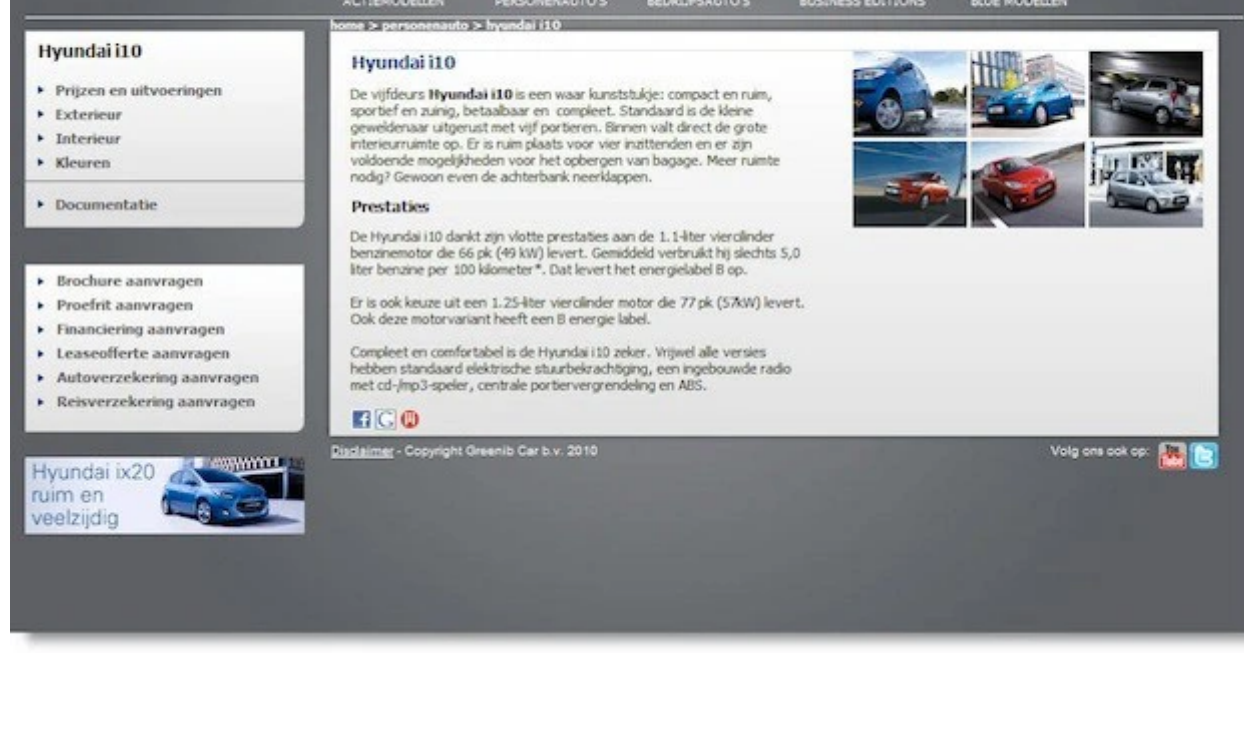 ACTIEMODELLEN PERSONENAUTO'S BEDRIJFSAUTO'S BUSINESS EDITIONS BLUE MODELLEN
home > personenauto > hyundai i10
Hyundai i10
Prijzen en uitvoeringen
Exterieur
Interieur
Kleuren
Documentatie
Brochure aanvragen
Proefrit aanvragen
Financiering aanvragen
Leaseofferte aanvragen
Autoverzekering aanvragen
Reisverzekering aanvragen
Hyundai ix20
ruim en
veelzijdig
Hyundai i10
De vijfdeurs Hyundai i10 is een waar kunststukje: compact en ruim,
sportief en zuinig, betaalbaar en compleet. Standaard is de kleine
geweldenaar uitgerust met vijf portieren. Binnen valt direct de grote
interieurruimte op. Er is ruim plaats voor vier inzittenden en er zijn
voldoende mogelijkheden voor het opbergen van bagage. Meer ruimte
nodig? Gewoon even de achterbank neerklappen.
Prestaties
De Hyundai i10 dankt zijn vlotte prestaties aan de 1.1-liter viercilinder
benzinemotor die 66 pk (49 kW) levert. Gemiddeld verbruikt hij slechts 5,0
liter benzine per 100 kilometer*. Dat levert het energielabel B op.
Er is ook keuze uit een 1.25-liter viercilinder motor die 77 pk (57kW) levert.
Ook deze motorvariant heeft een B energie label.
Compleet en comfortabel is de Hyundai i10 zeker. Vrijwel alle versies
hebben standaard elektrische stuurbekrachtiging, een ingebouwde radio
met cd-/mp3-speler, centrale portiervergrendeling en ABS.
Disclaimer - Copyright Greenib Car b.v. 2010
Volg ons ook op: You Tube